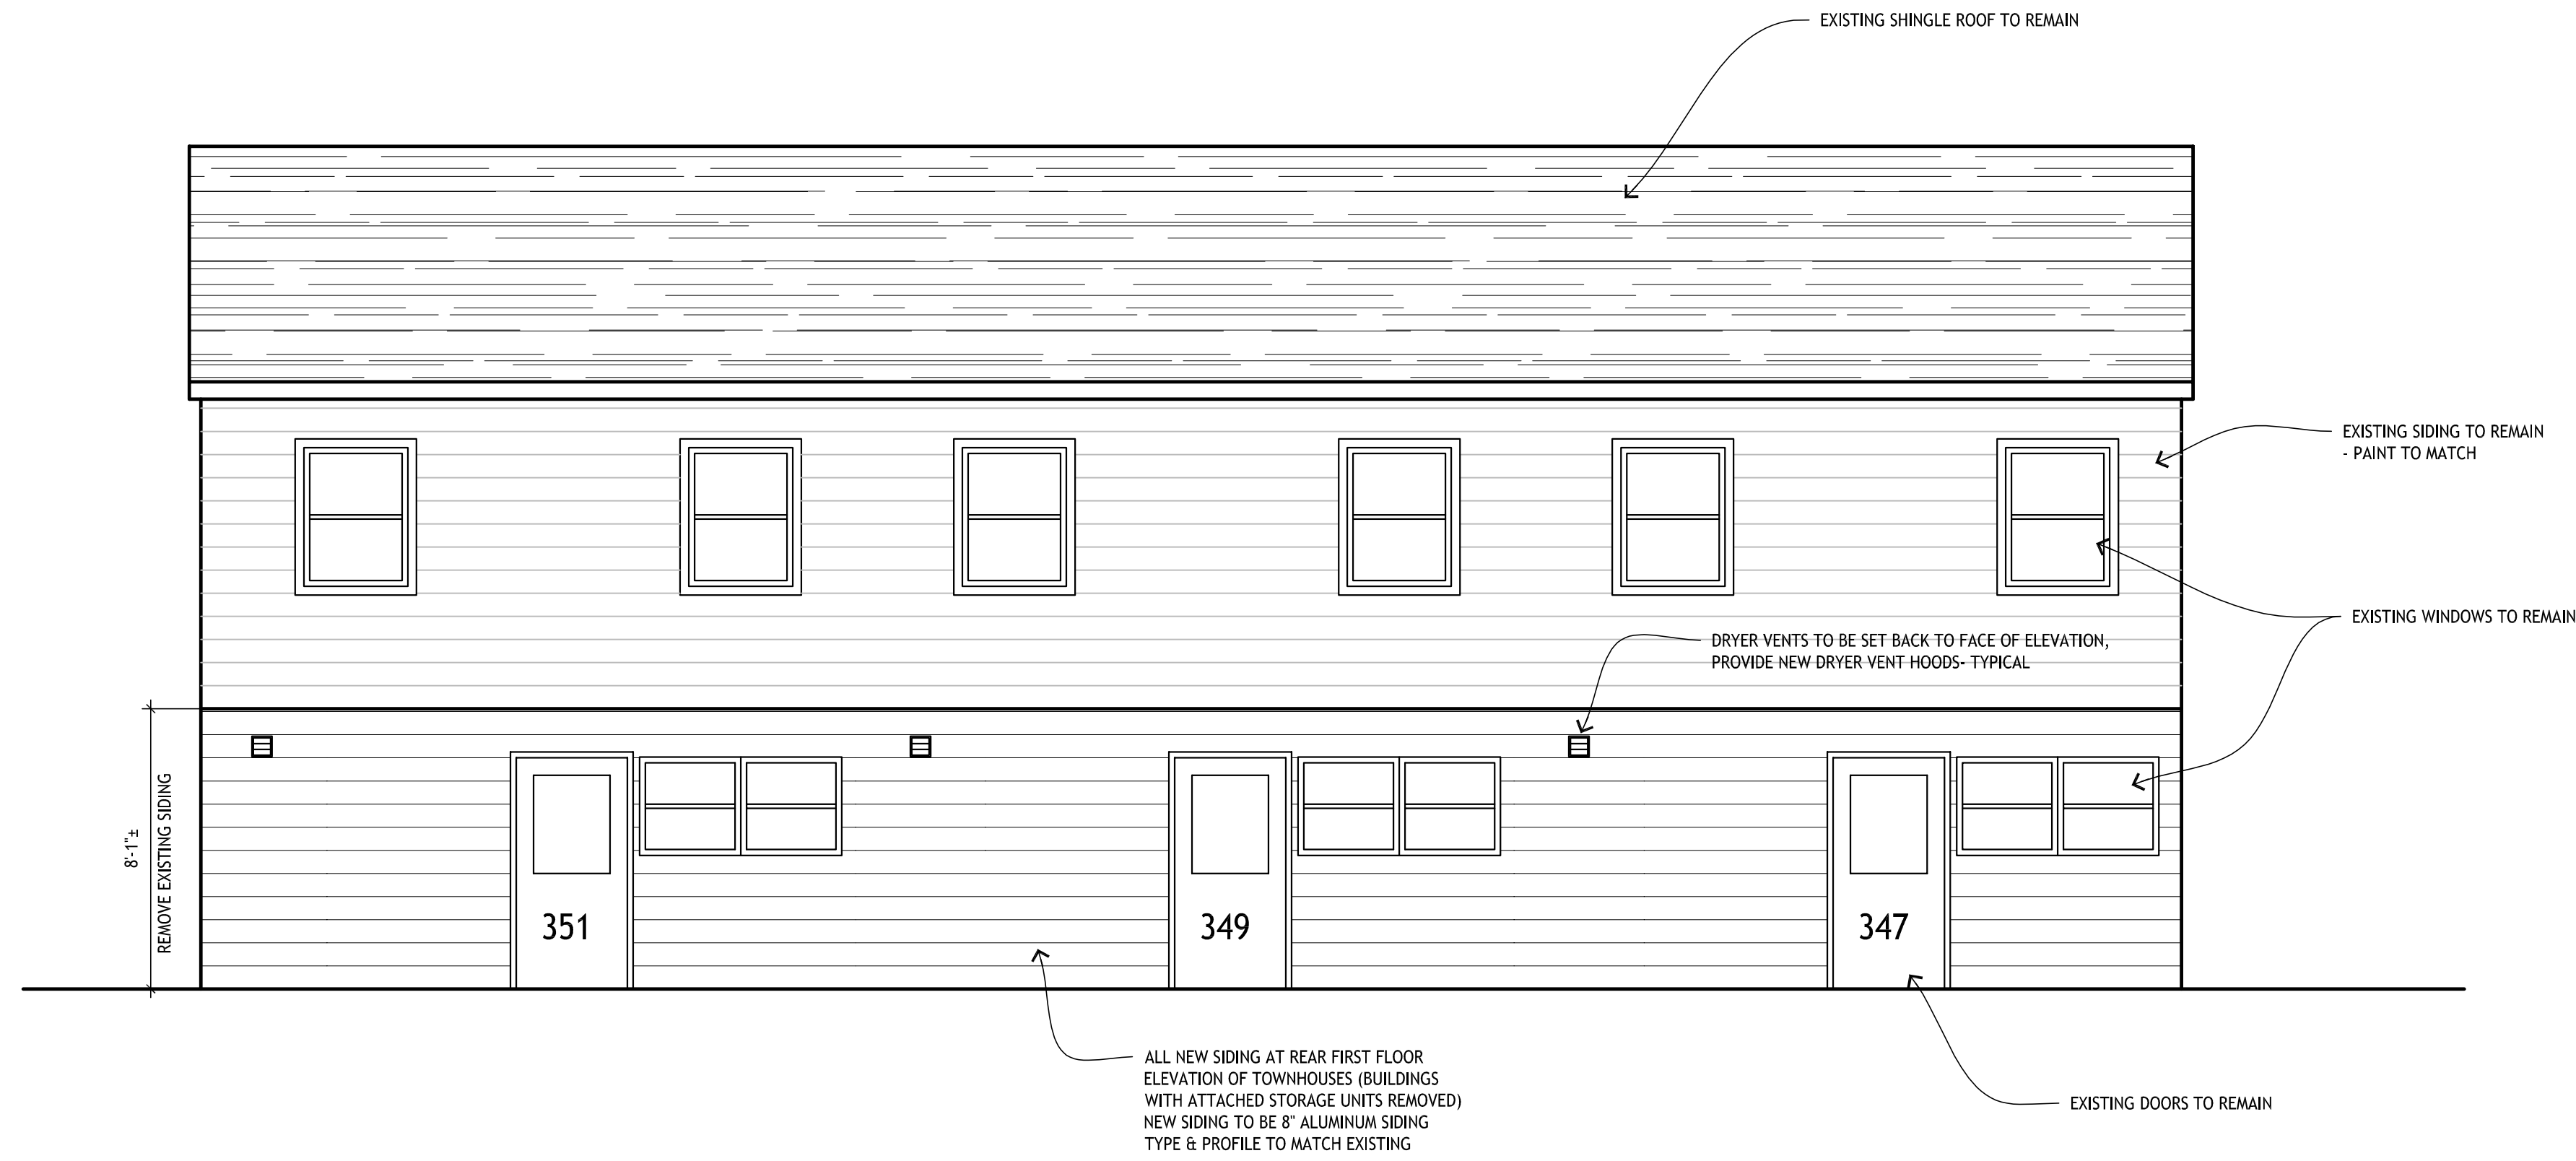 EXISTING SHINGLE ROOF TO REMAIN
EXISTING SIDING TO REMAIN
- PAINT TO MATCH
EXISTING WINDOWS TO REMAIN
DRYER VENTS TO BE SET BACK TO FACE OF ELEVATION,
PROVIDE NEW DRYER VENT HOODS- TYPICAL
8'-1"±
REMOVE EXISTING SIDING
351
349
347
ALL NEW SIDING AT REAR FIRST FLOOR
ELEVATION OF TOWNHOUSES (BUILDINGS
WITH ATTACHED STORAGE UNITS REMOVED)
NEW SIDING TO BE 8" ALUMINUM SIDING
TYPE & PROFILE TO MATCH EXISTING
EXISTING DOORS TO REMAIN